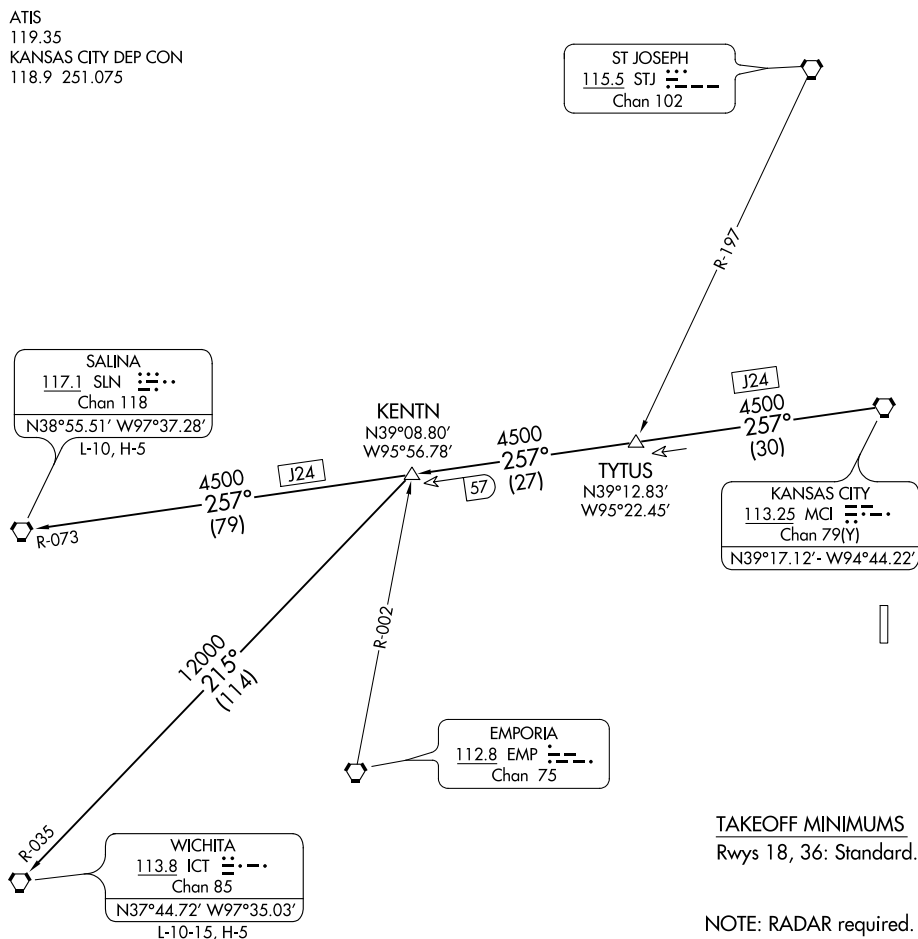 ATIS
119.35
KANSAS CITY DEP CON
118.9 251.075
ST JOSEPH
115.5 STJ
Chan 102
R-197
SALINA
117.1 SLN
Chan 118
N38°55.51' W97°37.28'
L-10, H-5
KENTN
N39°08.80'
W95°56.78'
J24
4500
257°
(30)
4500
257°
(27)
57
TYTUS
N39°12.83'
W95°22.45'
J24
4500
257°
(79)
R-073
KANSAS CITY
113.25 MCI
Chan 79(Y)
N39°17.12'- W94°44.22'
R-002
12000
215°
(114)
EMPORIA
112.8 EMP
Chan 75
R-035
WICHITA
113.8 ICT
Chan 85
N37°44.72' W97°35.03'
L-10-15, H-5
TAKEOFF MINIMUMS
Rwys 18, 36: Standard.
NOTE: RADAR required.